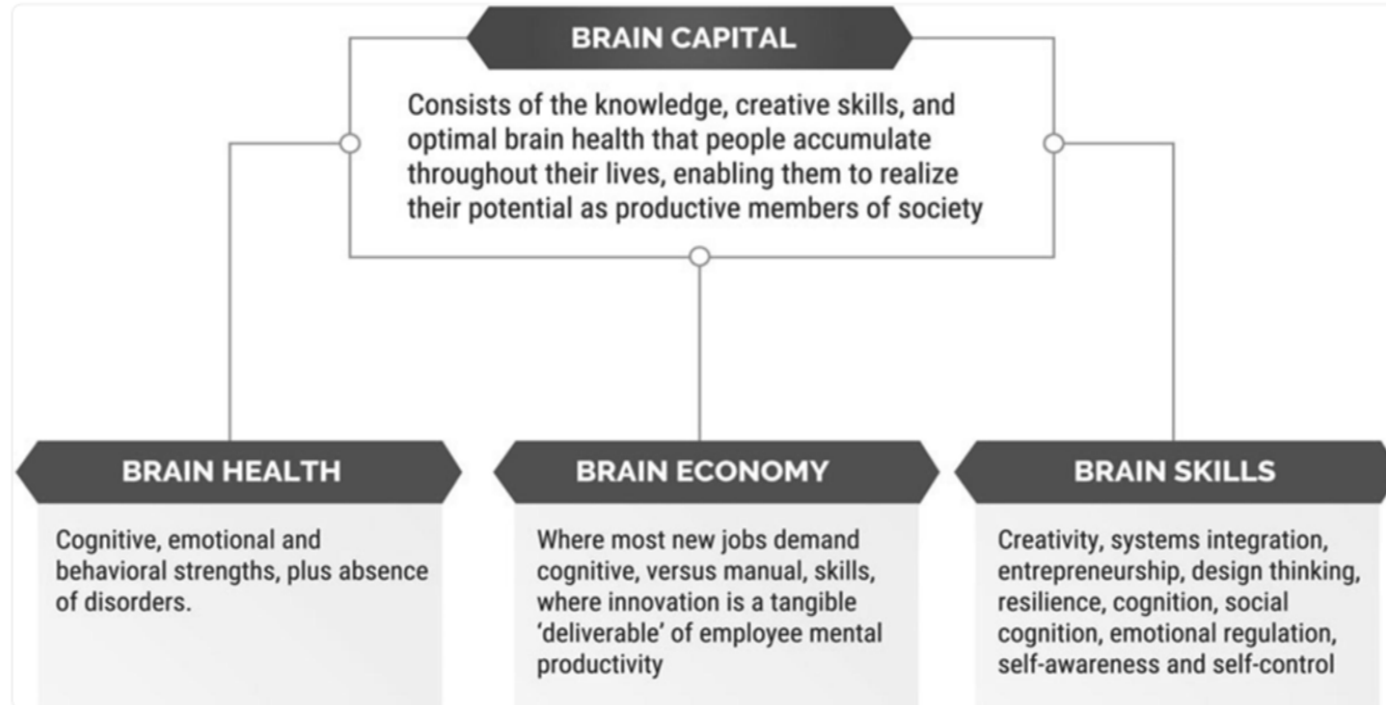 BRAIN CAPITAL
Consists of the knowledge, creative skills, and
optimal brain health that people accumulate
throughout their lives, enabling them to realize
their potential as productive members of society
BRAIN HEALTH
Cognitive, emotional and
behavioral strengths, plus absence
of disorders.
BRAIN ECONOMY
Where most new jobs demand
cognitive, versus manual, skills,
where innovation is a tangible
‘deliverable’ of employee mental
productivity
BRAIN SKILLS
Creativity, systems integration,
entrepreneurship, design thinking,
resilience, cognition, social
cognition, emotional regulation,
self-awareness and self-control